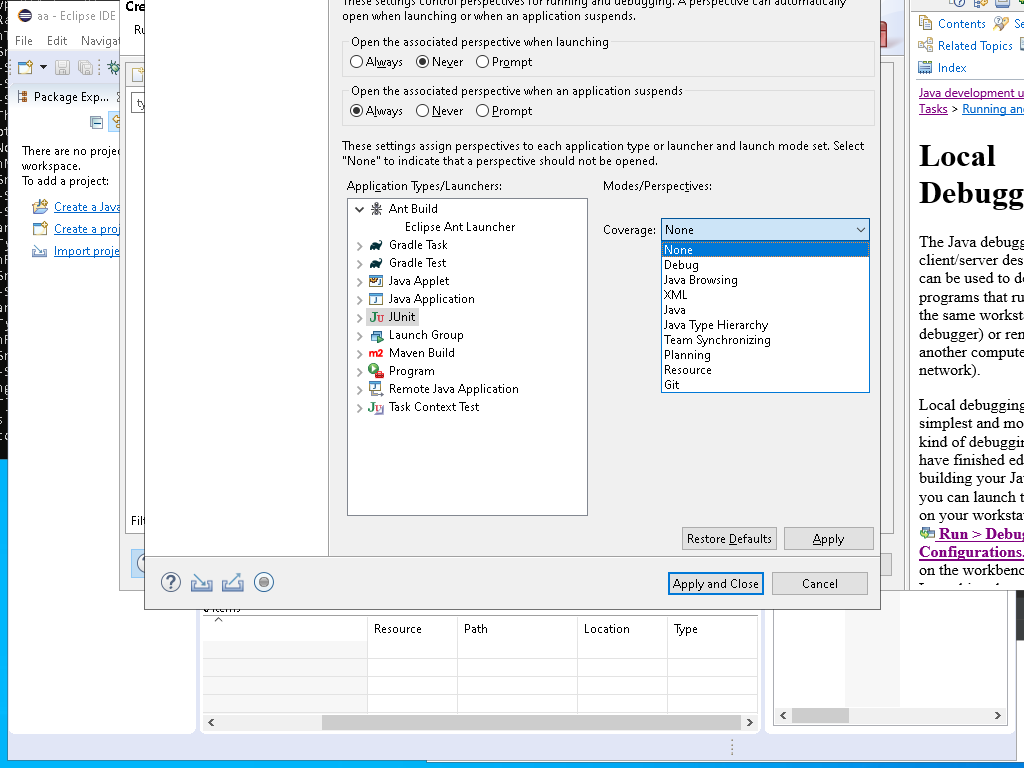 aa - Eclipse IDE
File Edit Navigat
Package Exp...
There are no proje
workspace.
To add a project:
Create a Java
Create a proj
Import proje
Cre
Ru
ty
Filt
These settings control perspectives for running and debugging. A perspective can automatically
open when launching or when an application suspends.
Open the associated perspective when launching
Always Never Prompt
Open the associated perspective when an application suspends
Always Never Prompt
These settings assign perspectives to each application type or launcher and launch mode set. Select
"None" to indicate that a perspective should not be opened.
Application Types/Launchers:
Ant Build
Eclipse Ant Launcher
Gradle Task
Gradle Test
Java Applet
Java Application
JUnit
Launch Group
Maven Build
Program
Remote Java Application
Task Context Test
Modes/Perspectives:
Coverage: None
None
Debug
Java Browsing
XML
Java
Java Type Hierarchy
Team Synchronizing
Planning
Resource
Git
Restore Defaults Apply
Apply and Close Cancel
Resource Path Location Type
Contents Se
Related Topics
Index
Java development u
Tasks > Running and
Local
Debugg
The Java debugg
client/server des
can be used to de
programs that ru
the same worksta
debugger) or rem
another compute
network).
Local debugging
simplest and mo
kind of debuggin
have finished ed
building your Jav
you can launch t
on your workstat
Run > Debug
Configurations.
on the workbenc